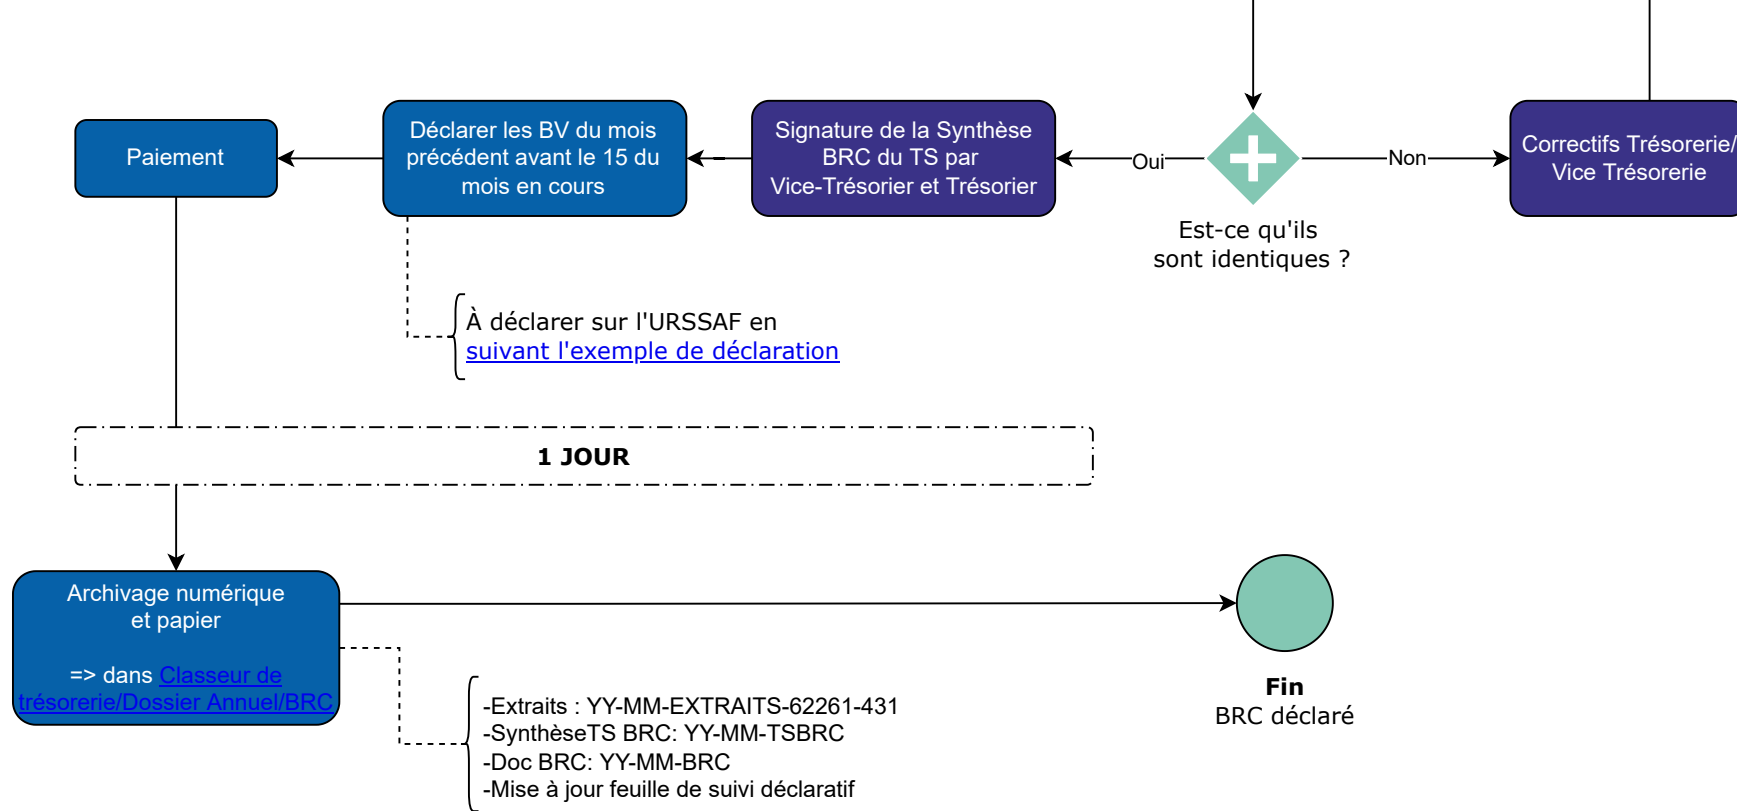 Paiement
Déclarer les BV du mois
précédent avant le 15 du
mois en cours
Signature de la Synthèse
BRC du TS par
Vice-Trésorier et Trésorier
Oui
Non
Correctifs Trésorerie/
Vice Trésorerie
Est-ce qu'ils
sont identiques ?
À déclarer sur l'URSSAF en
suivant l'exemple de déclaration
1 JOUR
Archivage numérique
et papier
=> dans Classeur de
trésorerie/Dossier Annuel/BRC
Fin
BRC déclaré
-Extraits : YY-MM-EXTRAITS-62261-431
-SynthèseTS BRC: YY-MM-TSBRC
-Doc BRC: YY-MM-BRC
-Mise à jour feuille de suivi déclaratif